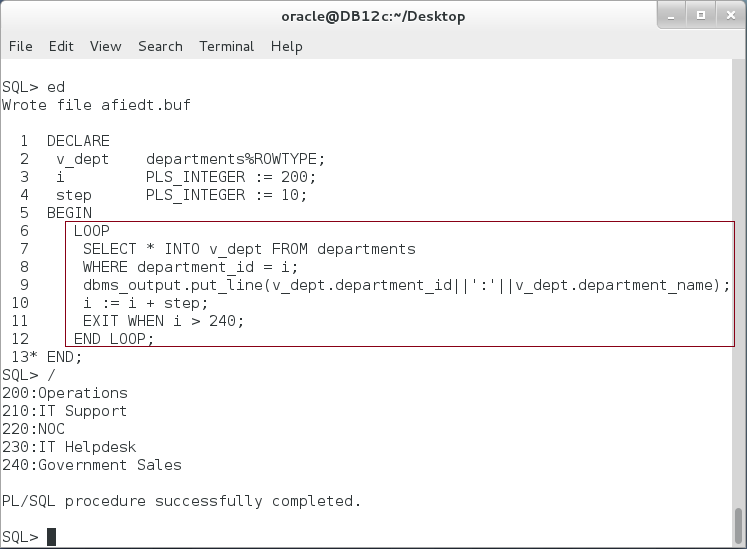 oracle@DB12c:~/Desktop
File Edit View Search Terminal Help
SQL> ed
Wrote file afiedt.buf
1 DECLARE
2 v_dept departments%ROWTYPE;
3 i PLS_INTEGER := 200;
4 step PLS_INTEGER := 10;
5 BEGIN
6 LOOP
7 SELECT * INTO v_dept FROM departments
8 WHERE department_id = i;
9 dbms_output.put_line(v_dept.department_id||':'||v_dept.department_name);
10 i := i + step;
11 EXIT WHEN i > 240;
12 END LOOP;
13* END;
SQL> /
200:Operations
210:IT Support
220:NOC
230:IT Helpdesk
240:Government Sales
PL/SQL procedure successfully completed.
SQL>